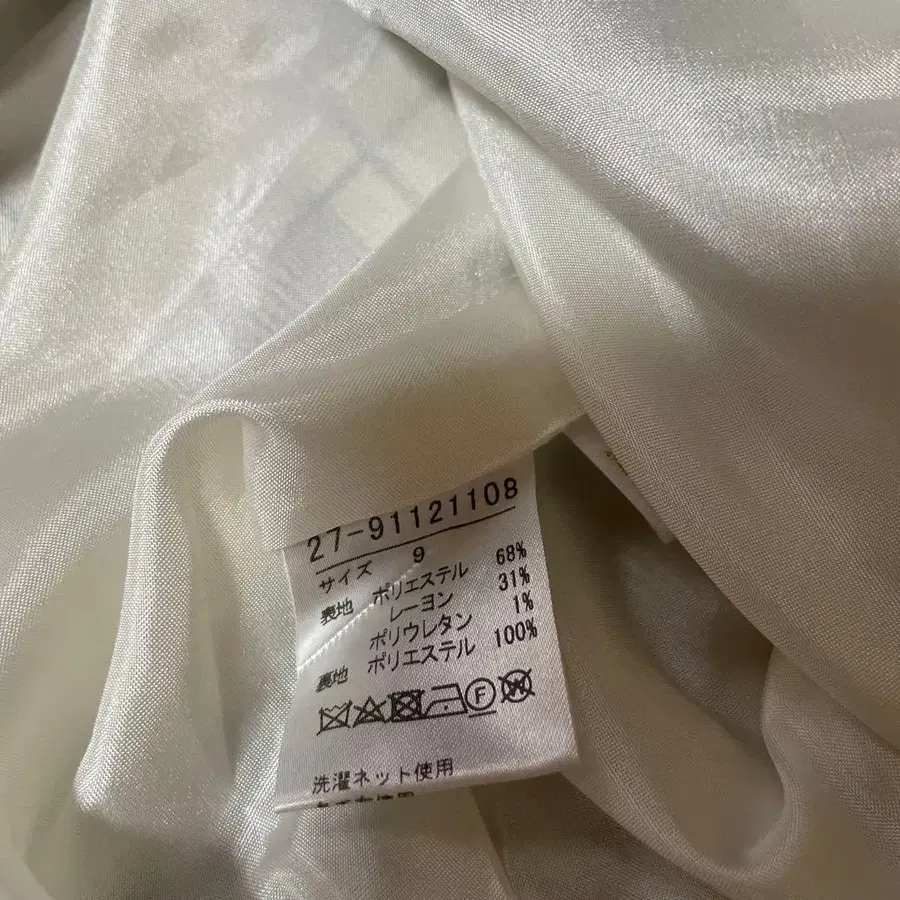 27-91121108
サイズ 9
表地 ポリエステル 68%
レーヨン 31%
ポリウレタン 1%
裏地 ポリエステル 100%
F W
洗濯ネット使用